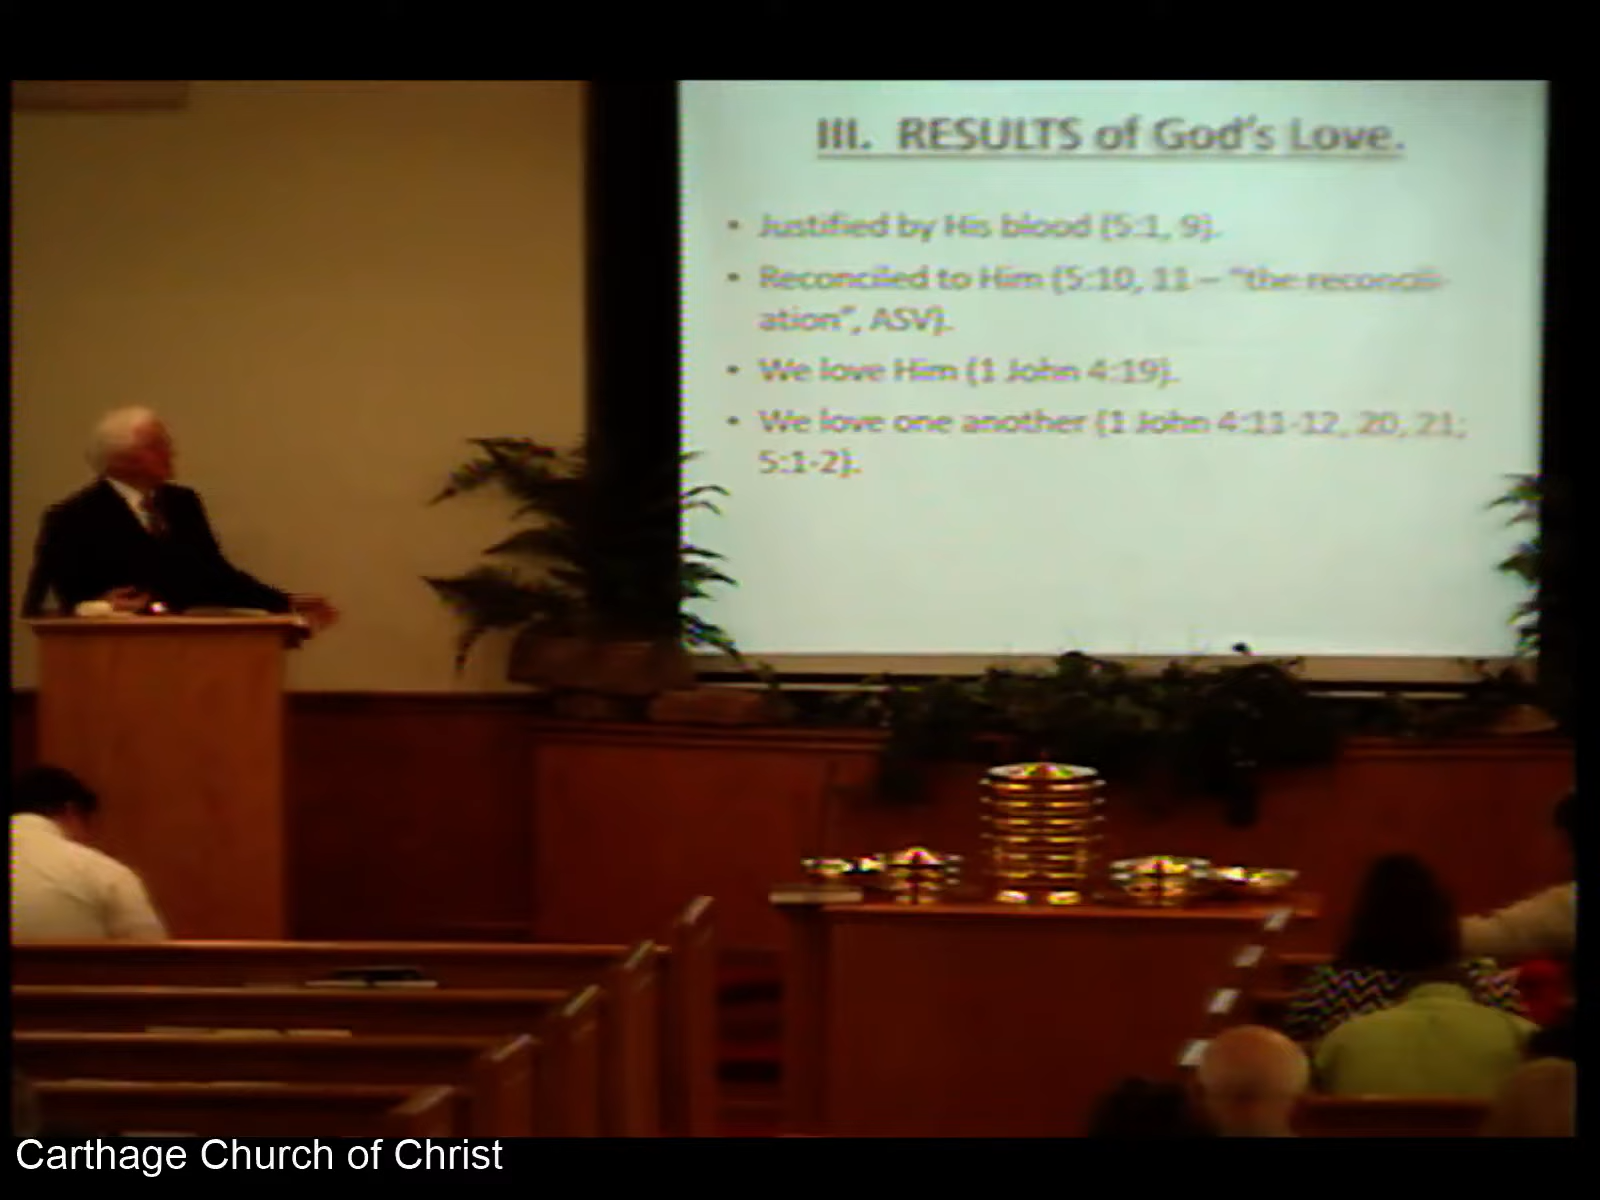 III. RESULTS of God's Love.
• Justified by His blood (5:1, 9).
• Reconciled to Him (5:10, 11 – "the reconcili-
ation", ASV).
• We love Him (1 John 4:19).
• We love one another (1 John 4:11-12, 20, 21;
5:1-2).
Carthage Church of Christ